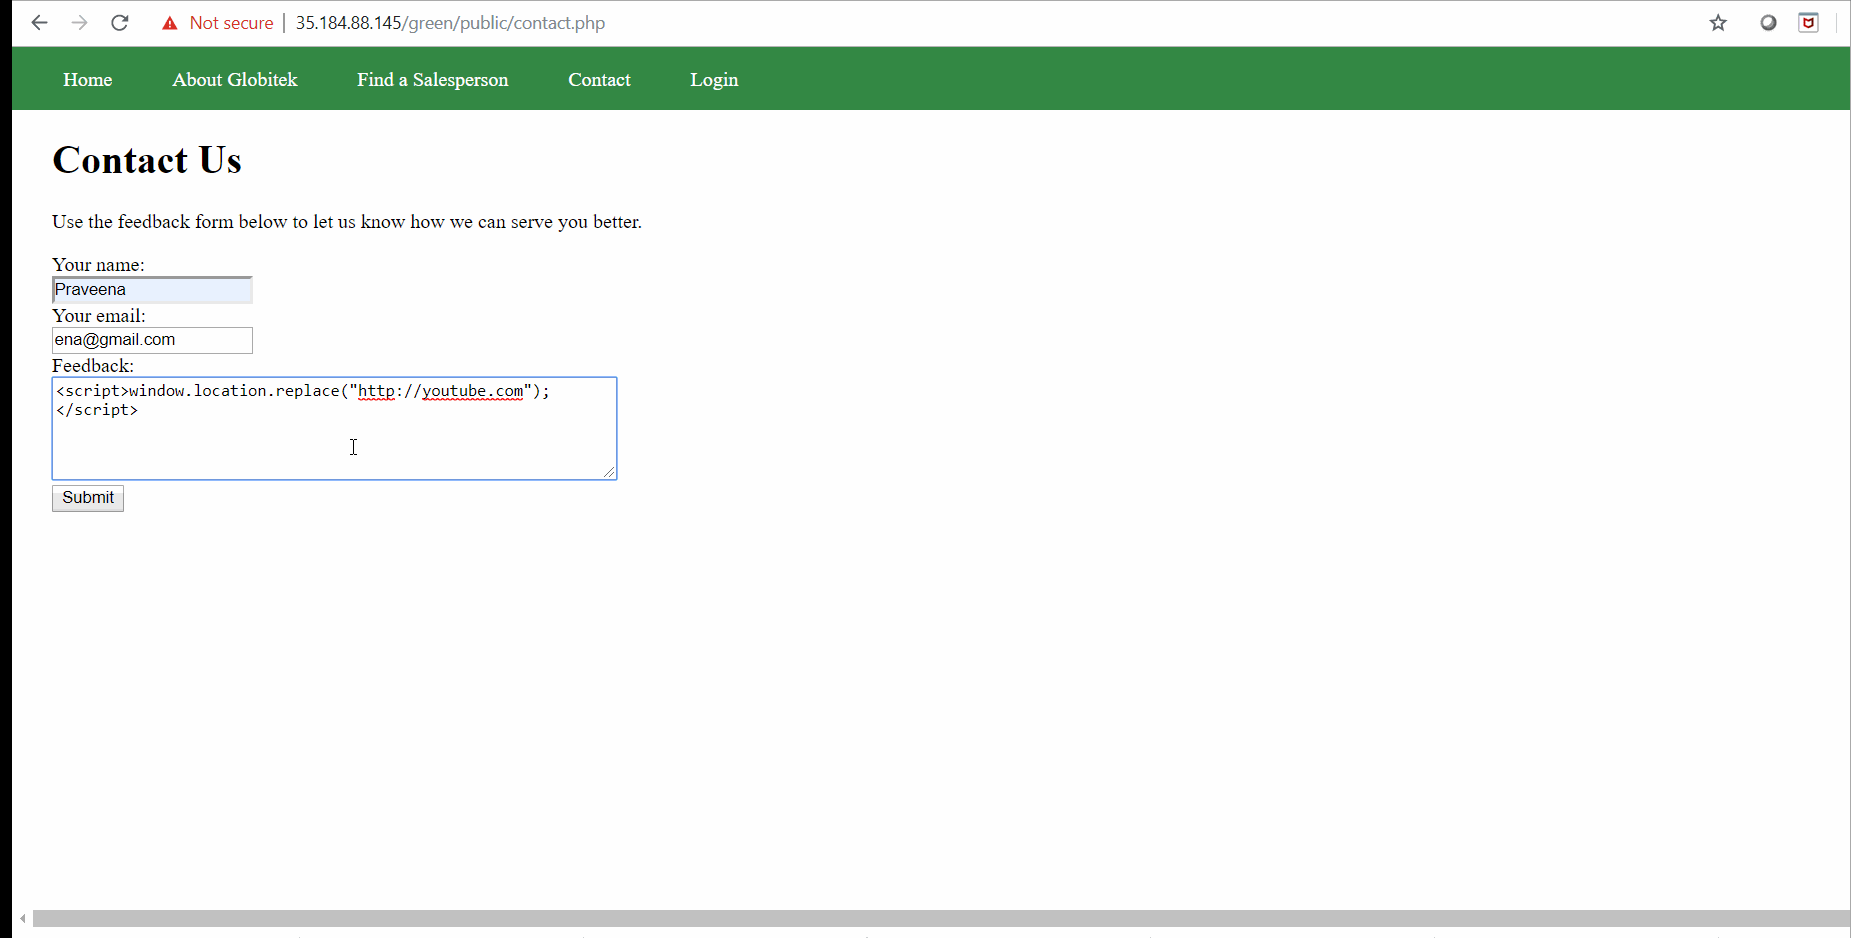 Not secure 35.184.88.145/green/public/contact.php
Home About Globitek Find a Salesperson Contact Login
Contact Us
Use the feedback form below to let us know how we can serve you better.
Your name:
Praveena
Your email:
ena@gmail.com
Feedback:
<script>window.location.replace("http://youtube.com");
</script>
Submit